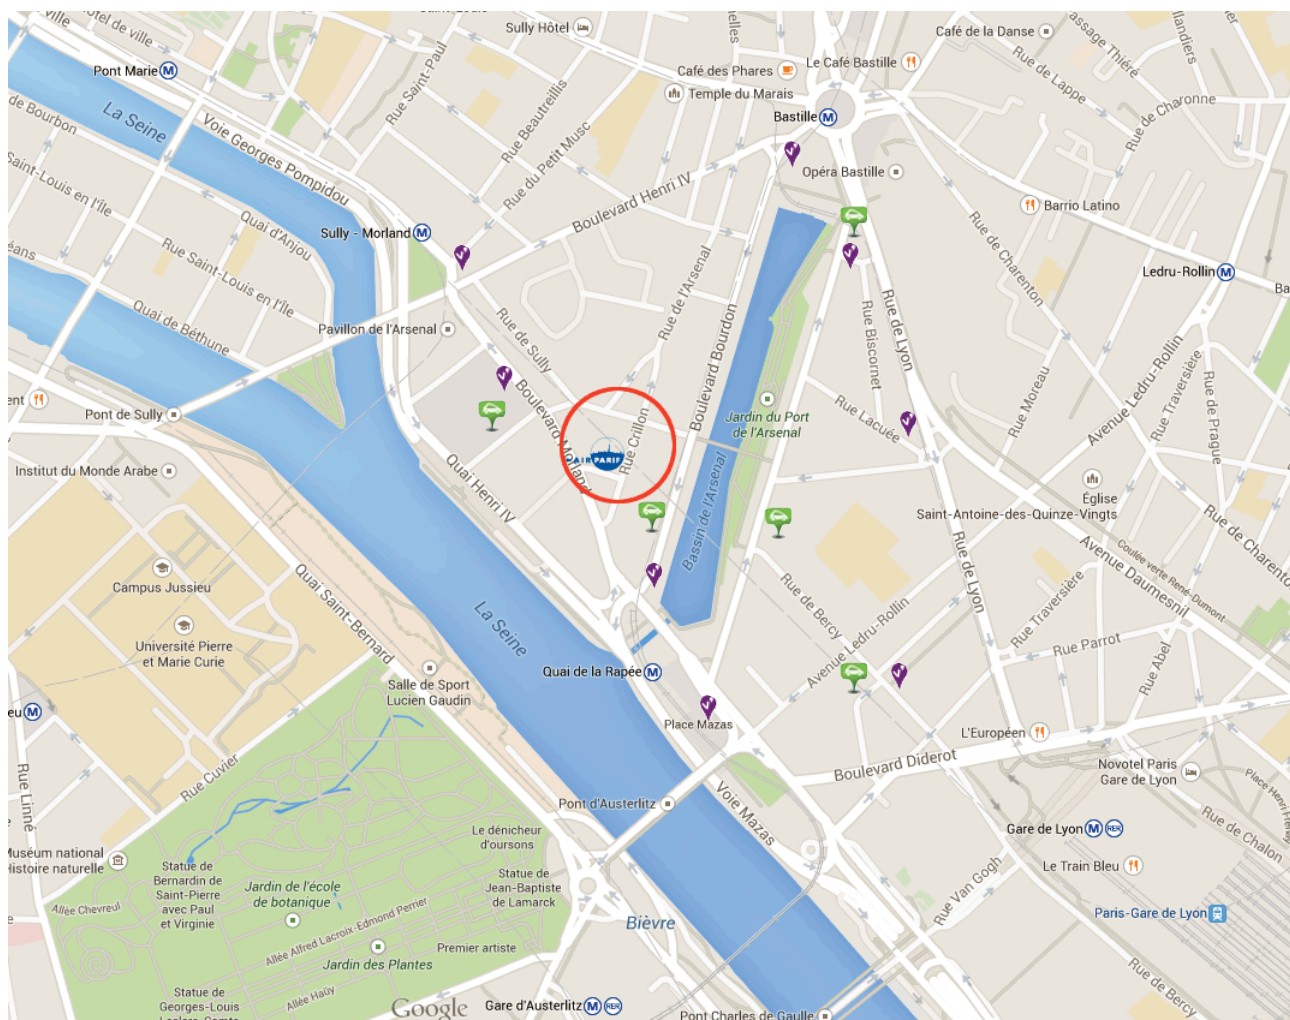 Hôtel de ville
Sully Hôtel
Café de la Danse
Passage Thiéré
Pont Marie M
Café des Phares
Le Café Bastille
Rue de Lappe
Temple du Marais
Rue de Charonne
Bastille M
de Bourbon
La Seine
Voie Georges Pompidou
Rue Saint-Paul
Rue Beautreillis
Rue du Petit Musc
Opéra Bastille
Saint-Louis en l'Île
Boulevard Henri IV
Barrio Latino
Quai d'Anjou
Sully - Morland M
Rue de Charenton
Rue Saint-Louis en l'Île
Ledru-Rollin M
Quai de Béthune
Pavillon de l'Arsenal
Rue de l'Arsenal
Rue de Sully
Boulevard Bourdon
Rue Biscornet
Rue de Lyon
Avenue Ledru-Rollin
Rue Traversière
Rue de Prague
Rue Moreau
Pont de Sully
Boulevard Morland
Rue Crillon
AIRPARIF
Jardin du Port
de l'Arsenal
Rue Lacuée
Institut du Monde Arabe
Quai Henri IV
Bassin de l'Arsenal
Église
Saint-Antoine-des-Quinze-Vingts
Rue de Charenton
Campus Jussieu
Quai Saint-Bernard
La Seine
Rue de Bercy
Rue de Lyon
Avenue Daumesnil
Coulée verte René-Dumont
Université Pierre
et Marie Curie
Avenue Ledru-Rollin
Rue Traversière
Rue Parrot
Rue Abel
Salle de Sport
Lucien Gaudin
Quai de la Rapée M
Place Mazas
L'Européen
Rue Cuvier
Rue Linné
Boulevard Diderot
Novotel Paris
Gare de Lyon
Pont d'Austerlitz
Voie Mazas
Gare de Lyon M RER
Rue de Chalon
Le dénicheur
d'oursons
Muséum national
Histoire naturelle
Statue de
Bernardin de
Saint-Pierre
avec Paul
et Virginie
Jardin de l'école
de botanique
Statue de
Jean-Baptiste
de Lamarck
Le Train Bleu
Rue Van Gogh
Allée Chevreul
Paris-Gare de Lyon
Bièvre
Allée Alfred Lacroix-Edmond Perrier
Premier artiste
Jardin des Plantes
Allée Haüy
Statue de
Georges-Louis
Google
Gare d'Austerlitz M RER
Pont Charles de Gaulle
Rue de Bercy